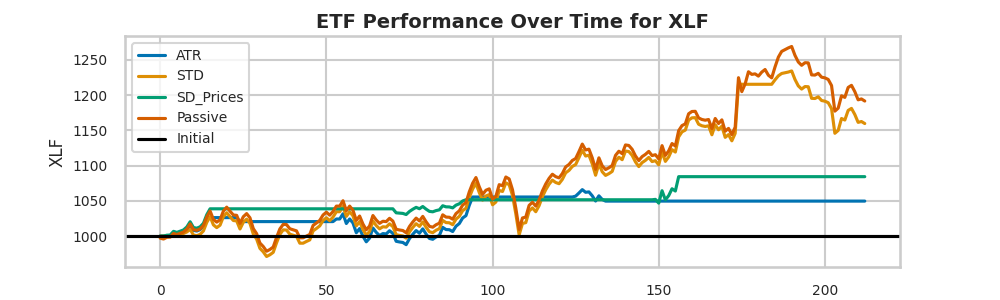 ETF Performance Over Time for XLF
XLF
1250
1200
1150
1100
1050
1000
ATR
STD
SD_Prices
Passive
Initial
0 50 100 150 200